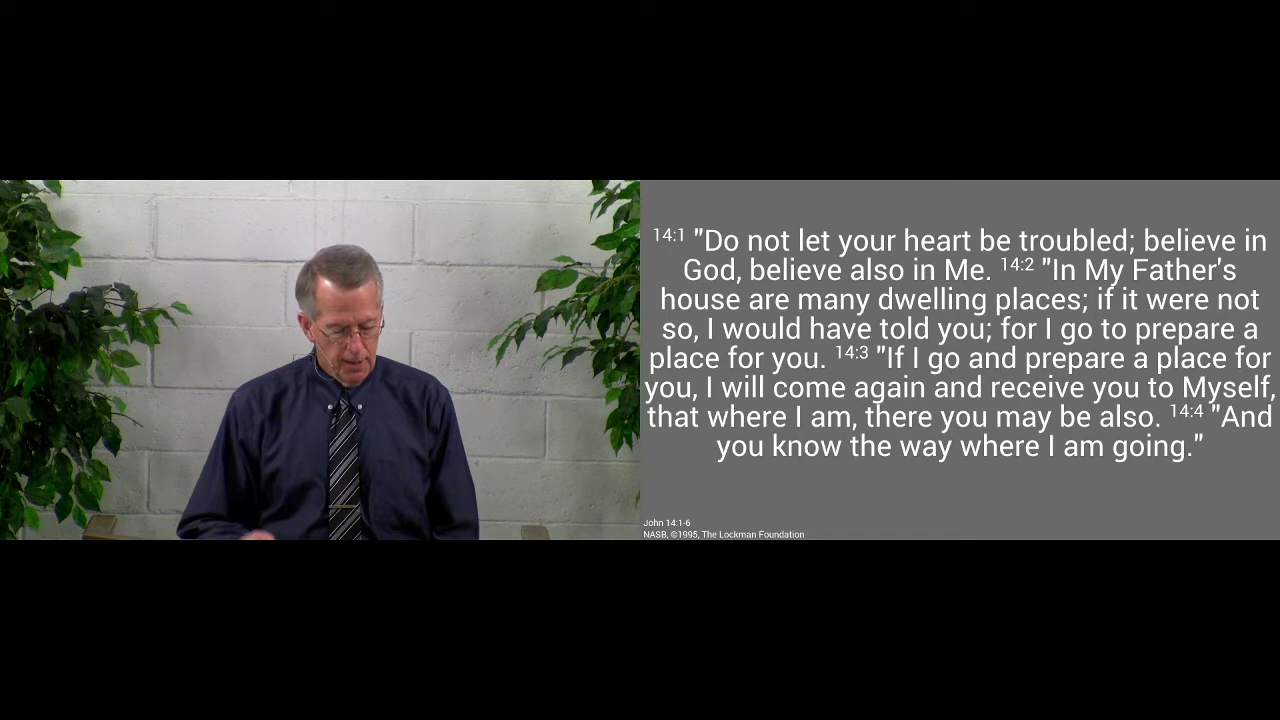 14:1 "Do not let your heart be troubled; believe in
God, believe also in Me. 14:2 "In My Father's
house are many dwelling places; if it were not
so, I would have told you; for I go to prepare a
place for you. 14:3 "If I go and prepare a place for
you, I will come again and receive you to Myself,
that where I am, there you may be also. 14:4 "And
you know the way where I am going."
John 14:1-6
NASB, ©1995, The Lockman Foundation